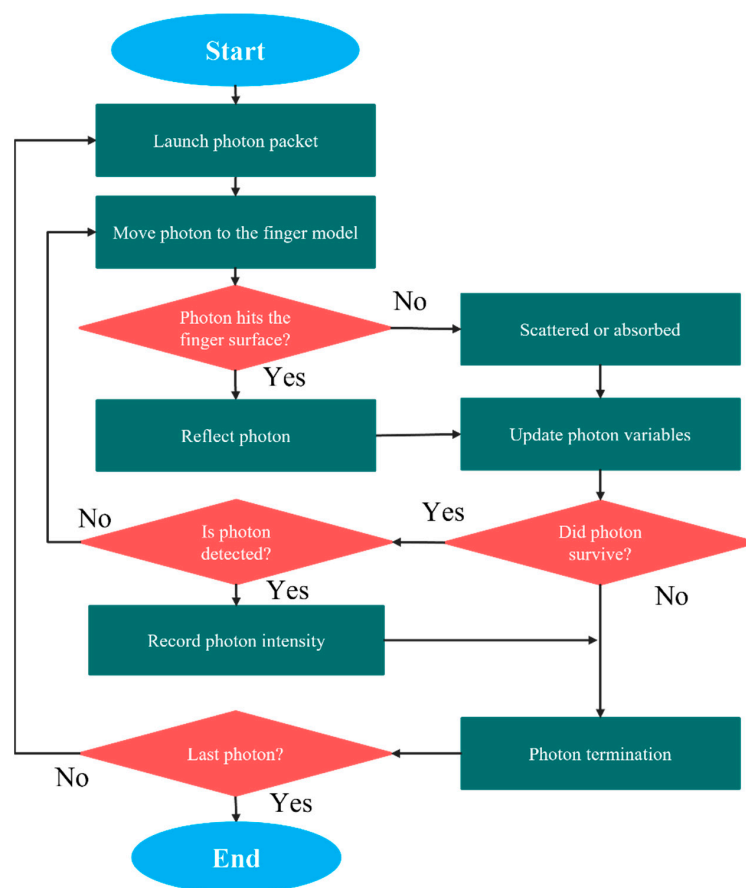 Start
Launch photon packet
Move photon to the finger model
Photon hits the
finger surface?
No
Scattered or absorbed
Yes
Reflect photon
Update photon variables
No
Is photon
detected?
Yes
Did photon
survive?
Yes
No
Record photon intensity
Last photon?
Photon termination
No
Yes
End